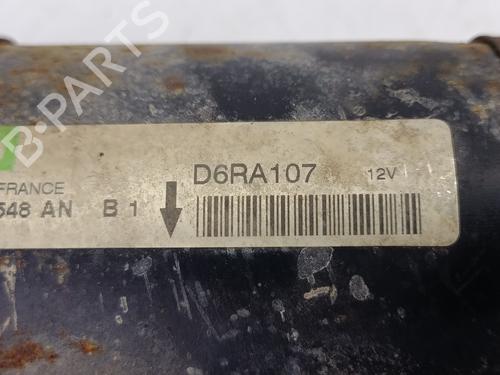 B-PARTS
D6RA107 12V
FRANCE
548 AN B 1